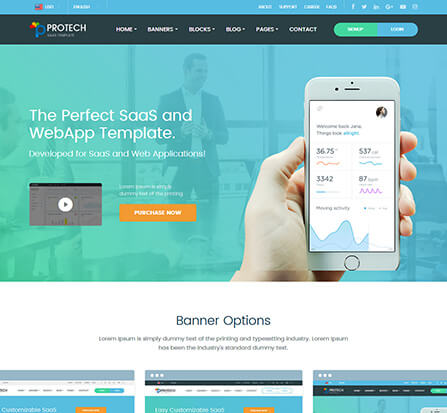 USD ENGLISH ABOUT SUPPORT CAREER FAQS
PROTECH
SAAS TEMPLATE
HOME BANNERS BLOCKS BLOG PAGES CONTACT SIGNUP LOGIN
The Perfect SaaS and
WebApp Template.
Developed for SaaS and Web Applications!
Lorem Ipsum is simply
dummy text of the printing
PURCHASE NOW
Welcome back Jane,
Things look allright.
36.75
537
3342
87
Moving activity
Banner Options
Lorem Ipsum is simply dummy text of the printing and typesetting industry. Lorem Ipsum
has been the industry's standard dummy text.
Easy Customizable SaaS